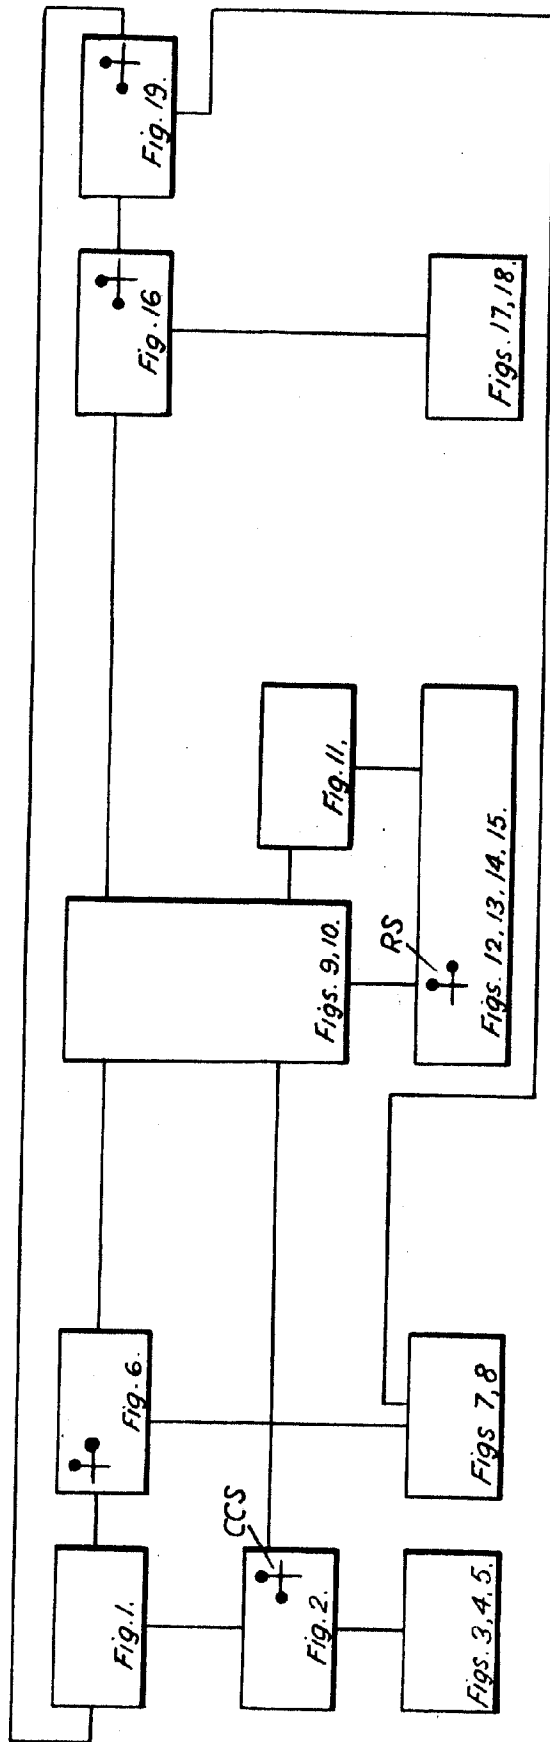 Fig. 1.
Fig. 6.
Figs. 9, 10.
Fig. 16
Fig. 19.
CCS
Fig. 2.
Fig. 11.
Figs. 3, 4, 5.
Figs 7, 8
RS
Figs. 12, 13, 14, 15.
Figs. 17, 18.